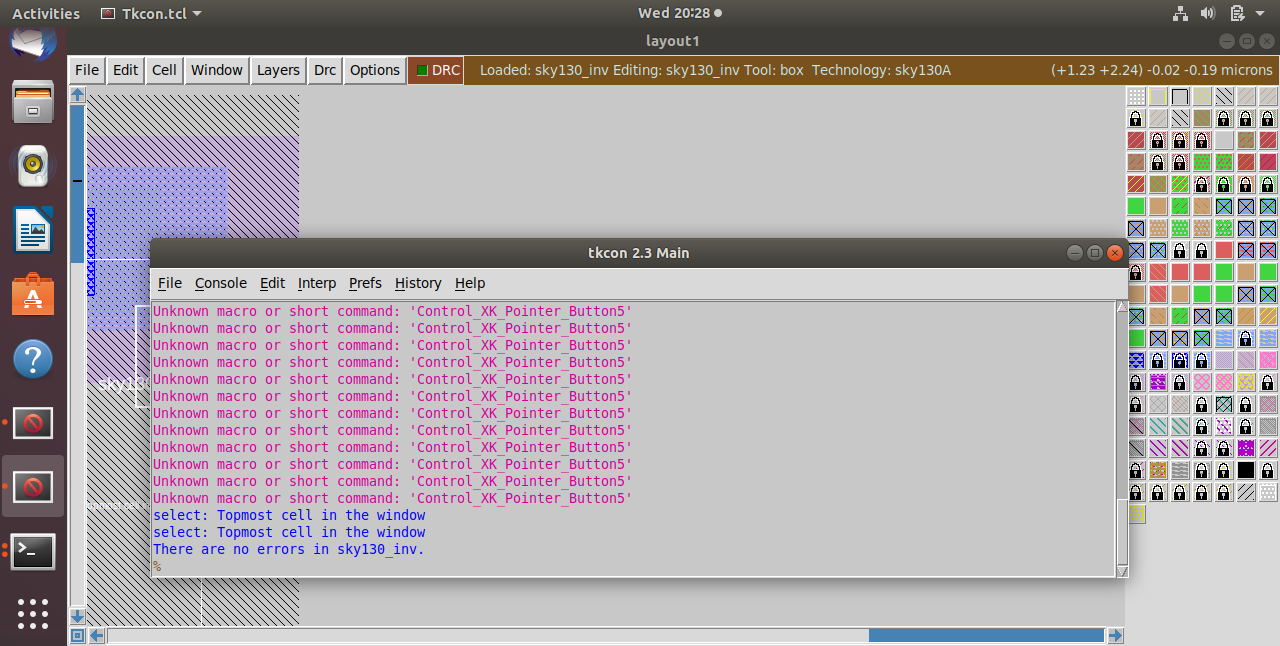 Activities Tkcon.tcl Wed 20:28
layout1
File Edit Cell Window Layers Drc Options DRC Loaded: sky130_inv Editing: sky130_inv Tool: box Technology: sky130A (+1.23 +2.24) -0.02 -0.19 microns
tkcon 2.3 Main
File Console Edit Interp Prefs History Help
Unknown macro or short command: 'Control_XK_Pointer_Button5'
Unknown macro or short command: 'Control_XK_Pointer_Button5'
Unknown macro or short command: 'Control_XK_Pointer_Button5'
Unknown macro or short command: 'Control_XK_Pointer_Button5'
Unknown macro or short command: 'Control_XK_Pointer_Button5'
Unknown macro or short command: 'Control_XK_Pointer_Button5'
Unknown macro or short command: 'Control_XK_Pointer_Button5'
Unknown macro or short command: 'Control_XK_Pointer_Button5'
Unknown macro or short command: 'Control_XK_Pointer_Button5'
Unknown macro or short command: 'Control_XK_Pointer_Button5'
Unknown macro or short command: 'Control_XK_Pointer_Button5'
Unknown macro or short command: 'Control_XK_Pointer_Button5'
select: Topmost cell in the window
select: Topmost cell in the window
There are no errors in sky130_inv.
%